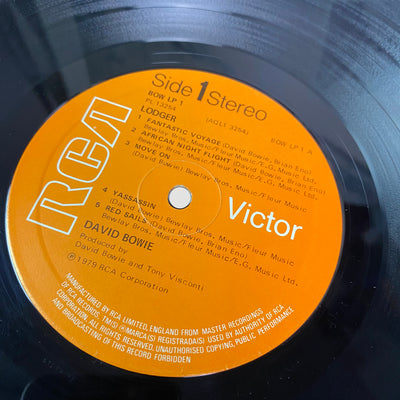 RCA
Side 1 Stereo
BOW LP 1
PL 13254
(AQL1 3254)
BOW LP 1 A
LODGER
1 FANTASTIC VOYAGE (David Bowie, Brian Eno)
Bewlay Bros. Music/Fleur Music/E.G. Music Ltd.
2 AFRICAN NIGHT FLIGHT (David Bowie, Brian Eno)
Bewlay Bros. Music/Fleur Music/E.G. Music Ltd.
3 MOVE ON
(David Bowie) Bewlay Bros. Music/Fleur Music
4 YASSASSIN
(David Bowie) Bewlay Bros. Music/Fleur Music
5 RED SAILS (David Bowie, Brian Eno)
Bewlay Bros. Music/Fleur Music/E.G. Music Ltd.
Victor
DAVID BOWIE
Produced by
David Bowie and Tony Visconti
℗ 1979 RCA Corporation
MANUFACTURED BY RCA LIMITED, ENGLAND FROM MASTER RECORDINGS
OF RCA RECORDS. TM(S) ® MARCA(S) REGISTRADA(S) USED BY AUTHORITY OF RCA
CORPORATION. ALL RIGHTS RESERVED. UNAUTHORISED COPYING, PUBLIC PERFORMANCE
AND BROADCASTING OF THIS RECORD FORBIDDEN